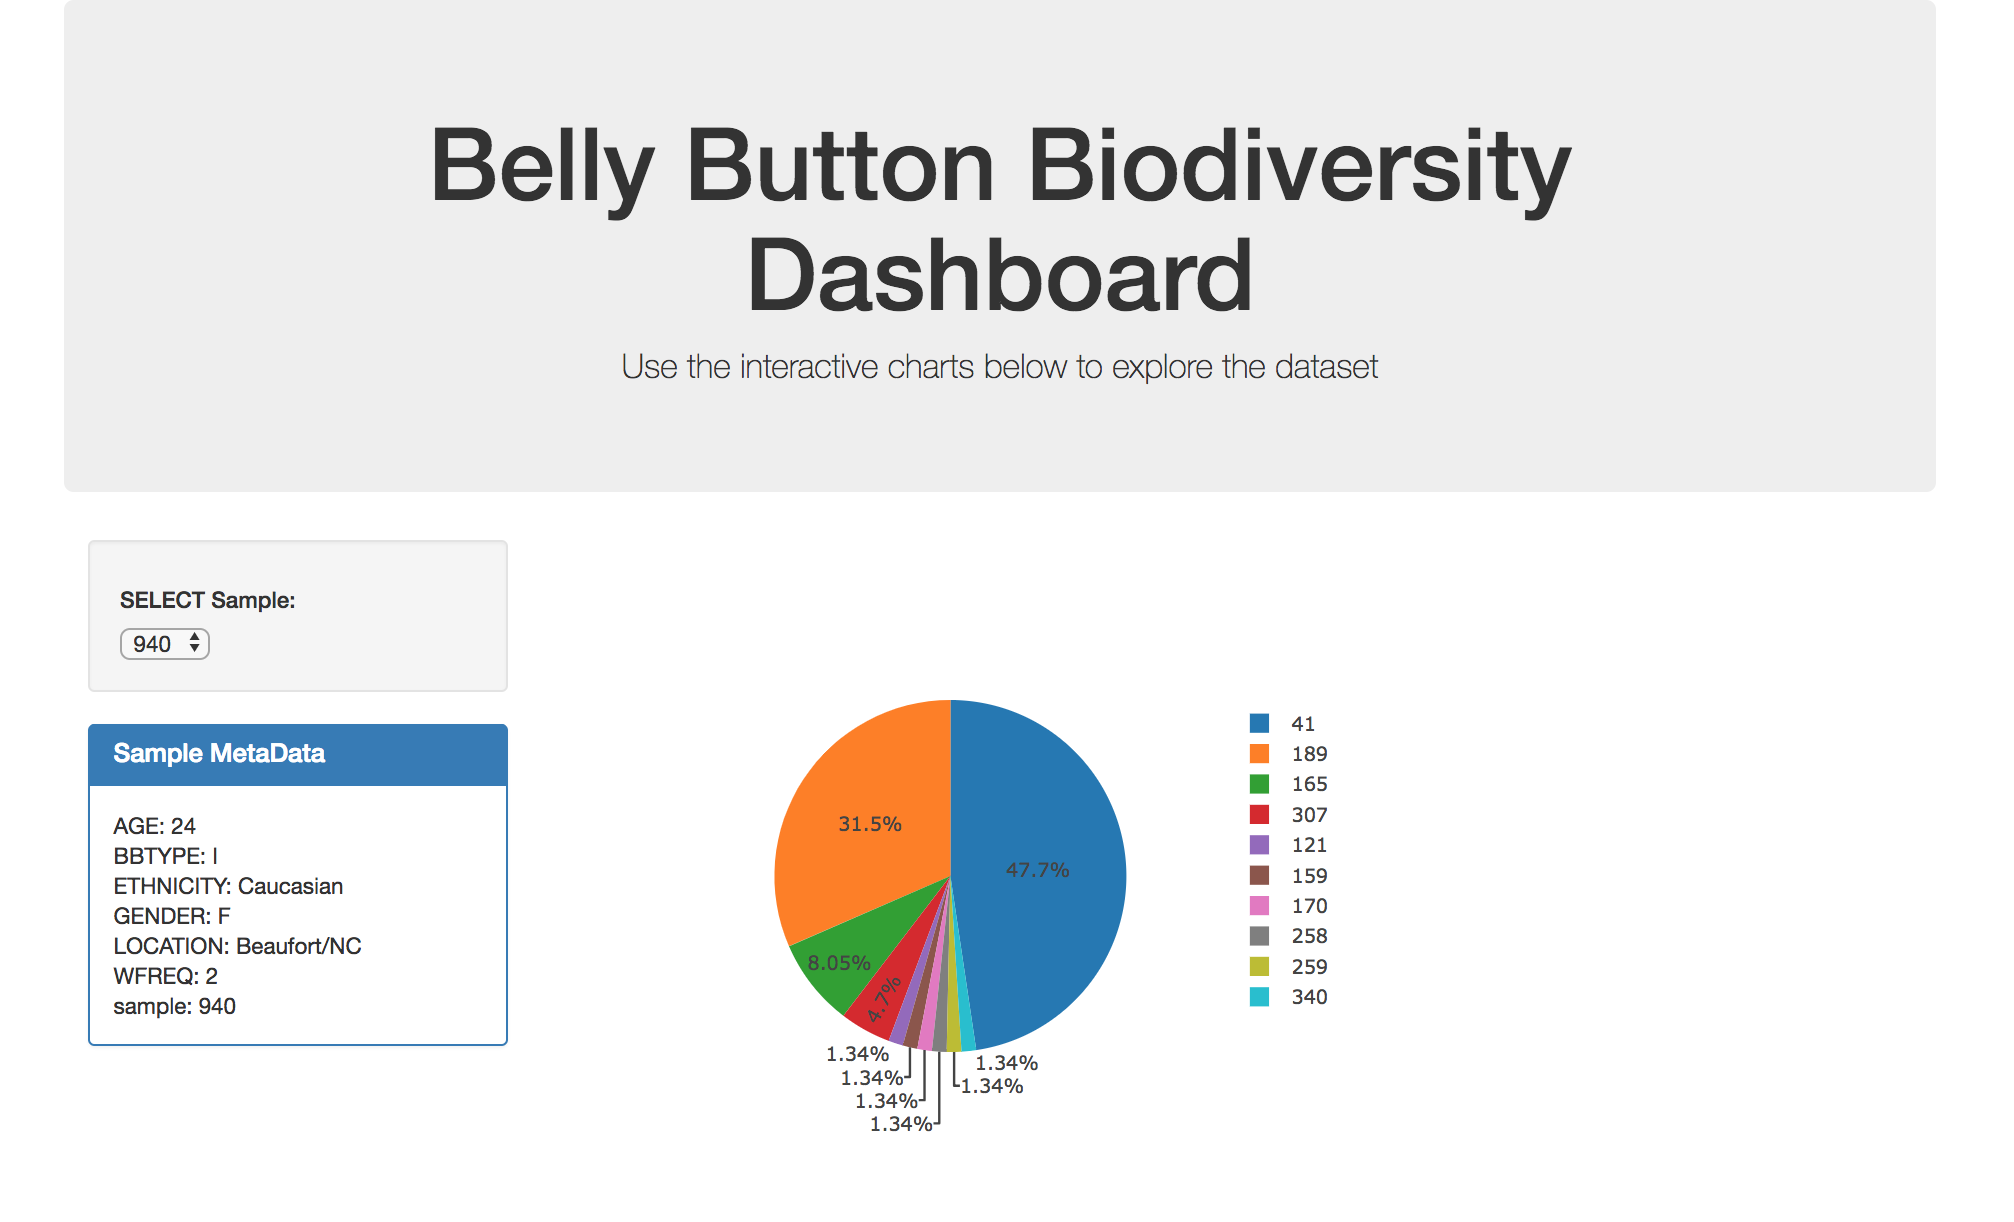 Belly Button Biodiversity
Dashboard
Use the interactive charts below to explore the dataset
SELECT Sample:
940
Sample MetaData
AGE: 24
BBTYPE: I
ETHNICITY: Caucasian
GENDER: F
LOCATION: Beaufort/NC
WFREQ: 2
sample: 940
31.5%
47.7%
8.05%
4.7%
1.34%
1.34%
1.34%
1.34%
1.34%
1.34%
41
189
165
307
121
159
170
258
259
340